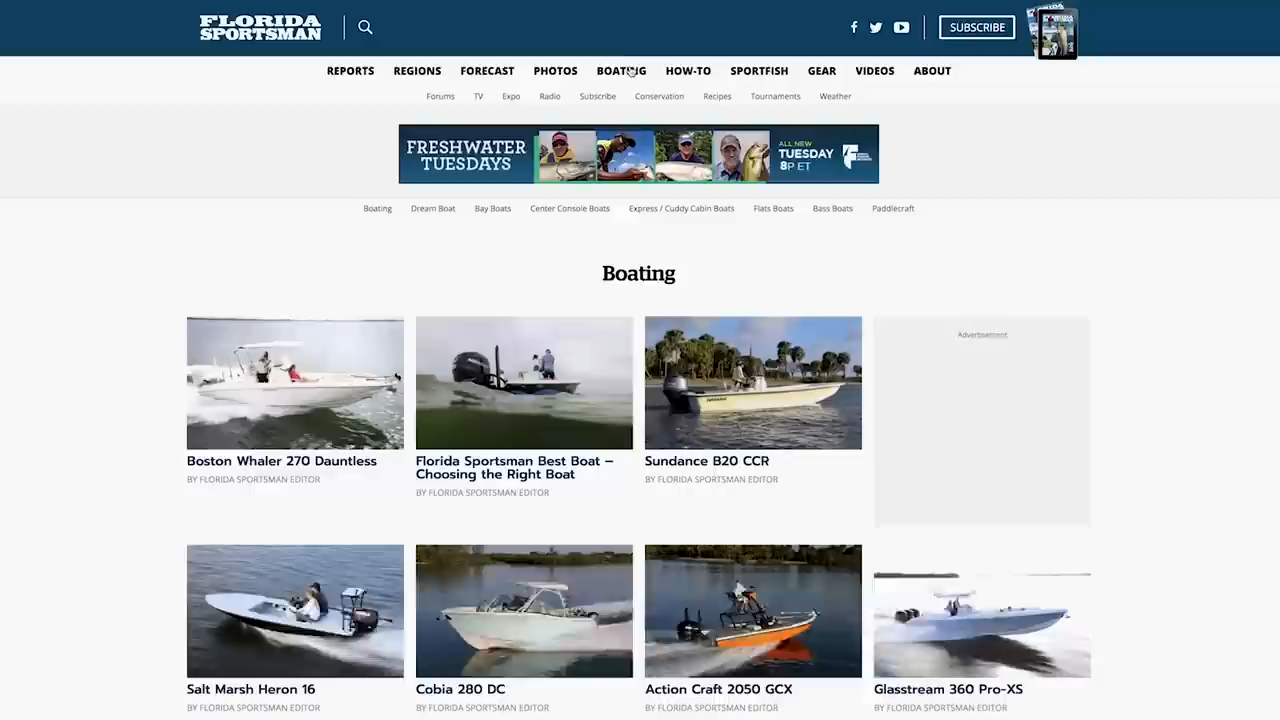 FLORIDA
SPORTSMAN
SUBSCRIBE
REPORTS REGIONS FORECAST PHOTOS BOATING HOW-TO SPORTFISH GEAR VIDEOS ABOUT
Forums TV Expo Radio Subscribe Conservation Recipes Tournaments Weather
FRESHWATER
TUESDAYS
ALL NEW
TUESDAY
8P ET
Boating Dream Boat Bay Boats Center Console Boats Express / Cuddy Cabin Boats Flats Boats Bass Boats Paddlecraft
Boating
Advertisement
Boston Whaler 270 Dauntless
BY FLORIDA SPORTSMAN EDITOR
Florida Sportsman Best Boat –
Choosing the Right Boat
BY FLORIDA SPORTSMAN EDITOR
Sundance B20 CCR
BY FLORIDA SPORTSMAN EDITOR
Salt Marsh Heron 16
BY FLORIDA SPORTSMAN EDITOR
Cobia 280 DC
BY FLORIDA SPORTSMAN EDITOR
Action Craft 2050 GCX
BY FLORIDA SPORTSMAN EDITOR
Glasstream 360 Pro-XS
BY FLORIDA SPORTSMAN EDITOR